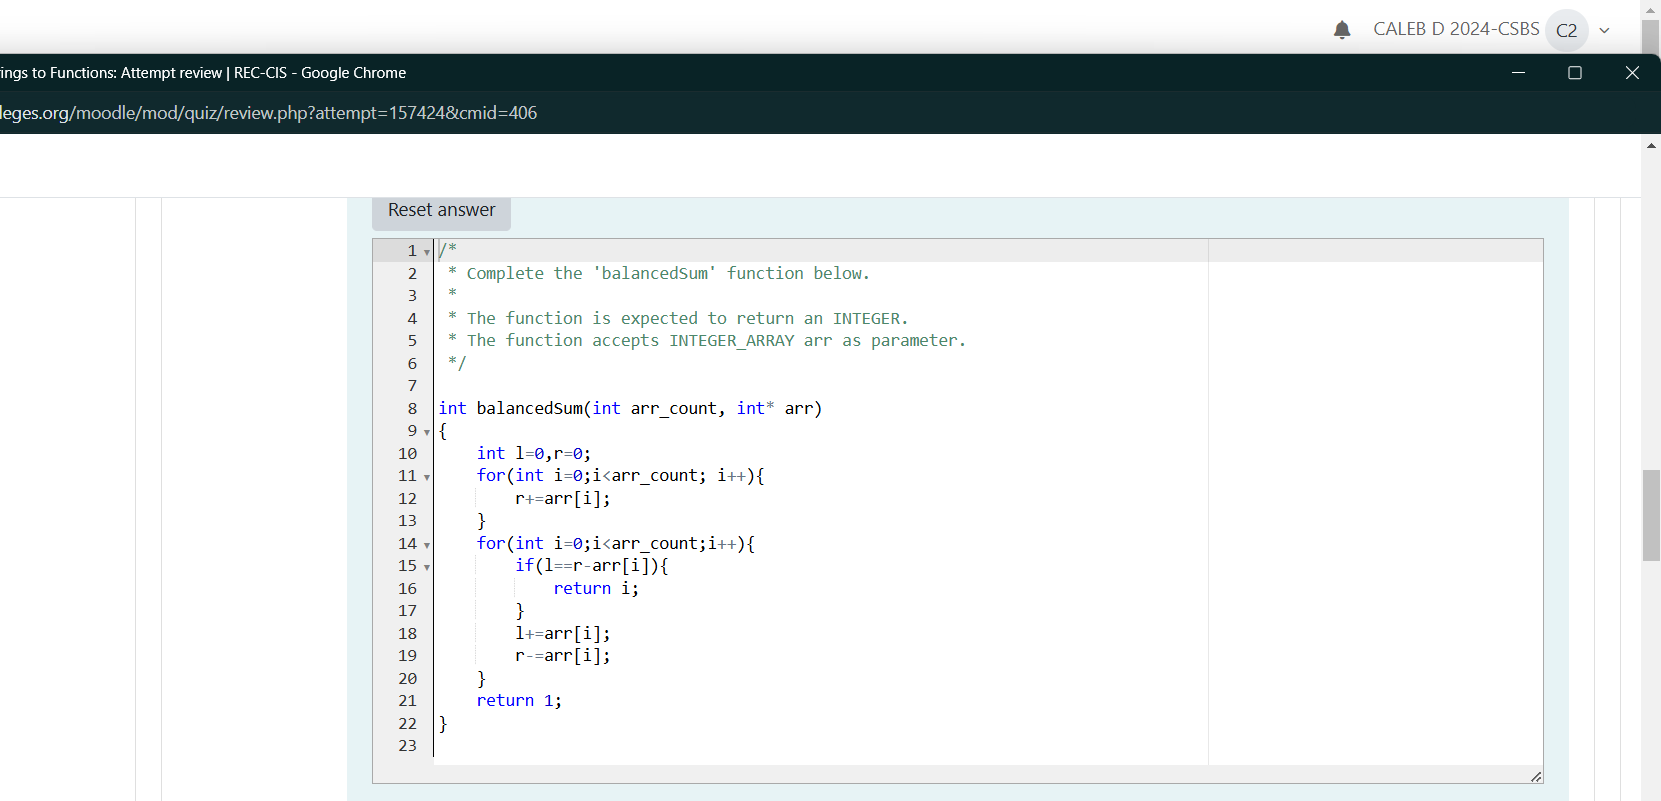 CALEB D 2024-CSBS C2
ings to Functions: Attempt review | REC-CIS - Google Chrome
leges.org/moodle/mod/quiz/review.php?attempt=157424&cmid=406
Reset answer
1 /*
2  * Complete the 'balancedSum' function below.
3  *
4  * The function is expected to return an INTEGER.
5  * The function accepts INTEGER_ARRAY arr as parameter.
6  */
7
8 int balancedSum(int arr_count, int* arr)
9 {
10     int l=0,r=0;
11     for(int i=0;i<arr_count; i++){
12         r+=arr[i];
13     }
14     for(int i=0;i<arr_count;i++){
15         if(l==r-arr[i]){
16             return i;
17         }
18         l+=arr[i];
19         r-=arr[i];
20     }
21     return 1;
22 }
23